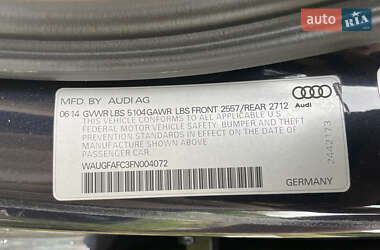 auto RIA
MFD. BY AUDI AG
Audi
06 14 GVWR LBS 5104 GAWR LBS FRONT 2557/REAR 2712
THIS VEHICLE CONFORMS TO ALL APPLICABLE U.S.
FEDERAL MOTOR VEHICLE SAFETY, BUMPER, AND THEFT
PREVENTION STANDARDS IN EFFECT ON THE DATE OF
MANUFACTURE SHOWN ABOVE
PASSENGER CAR
WAUGFAFC3FN004072
GERMANY
2442173